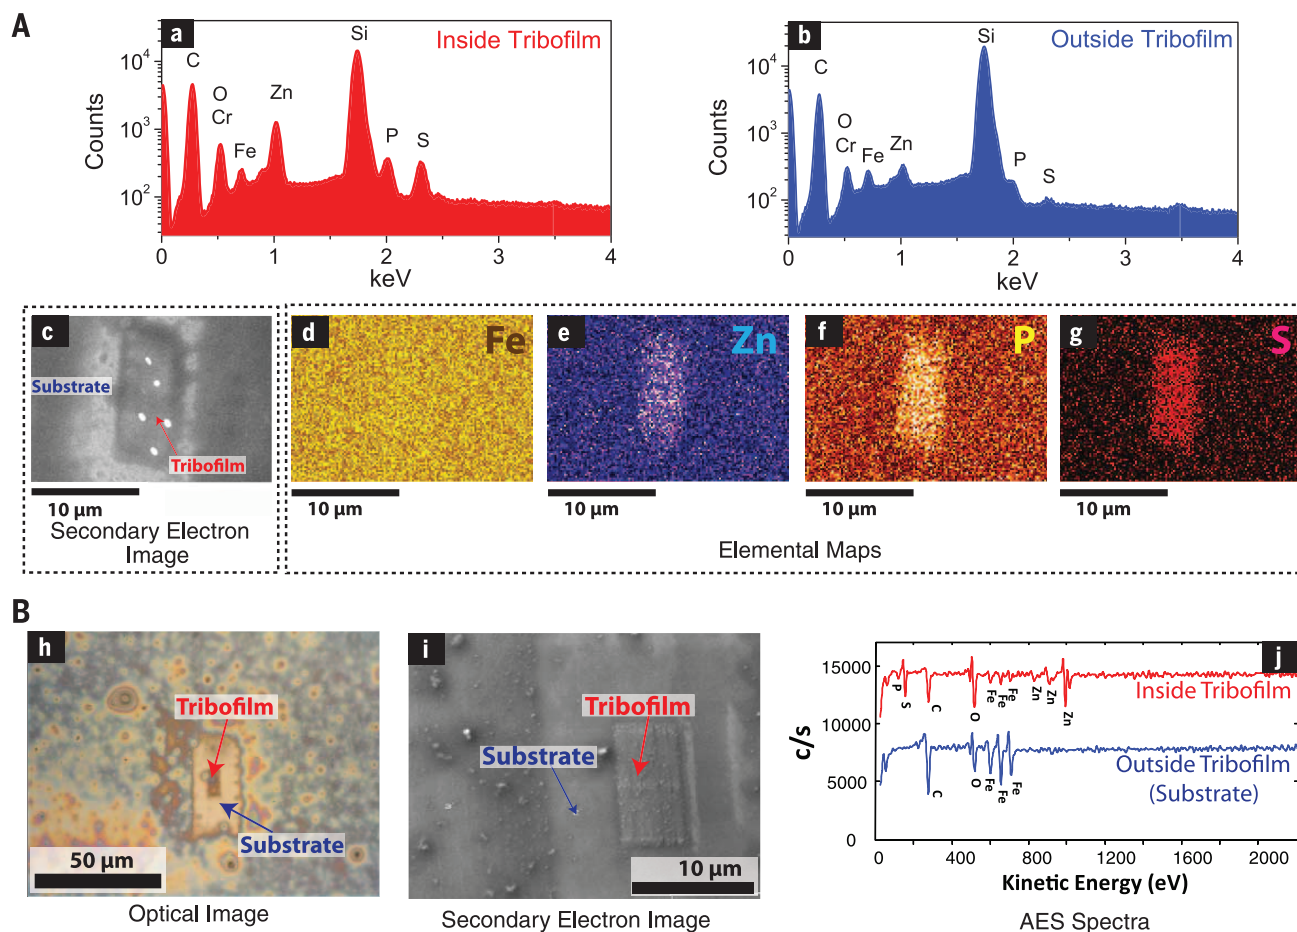 A
a
Inside Tribofilm
Counts
10⁴
10³
10²
C
O
Cr
Fe
Zn
Si
P
S
0
1
2
3
4
keV
b
Outside Tribofilm
Counts
10⁴
10³
10²
C
O
Cr
Fe
Zn
Si
P
S
0
1
2
3
4
keV
c
Substrate
Tribofilm
10 µm
Secondary Electron
Image
d
Fe
10 µm
e
Zn
10 µm
f
P
10 µm
g
S
10 µm
Elemental Maps
B
h
Tribofilm
Substrate
50 µm
Optical Image
i
Tribofilm
Substrate
10 µm
Secondary Electron Image
j
c/s
15000
10000
5000
0
P
S
C
O
Fe
Fe
Fe
Zn
Zn
Zn
Inside Tribofilm
C
O
Fe
Fe
Fe
Outside Tribofilm
(Substrate)
0
400
800
1200
1600
2000
Kinetic Energy (eV)
AES Spectra